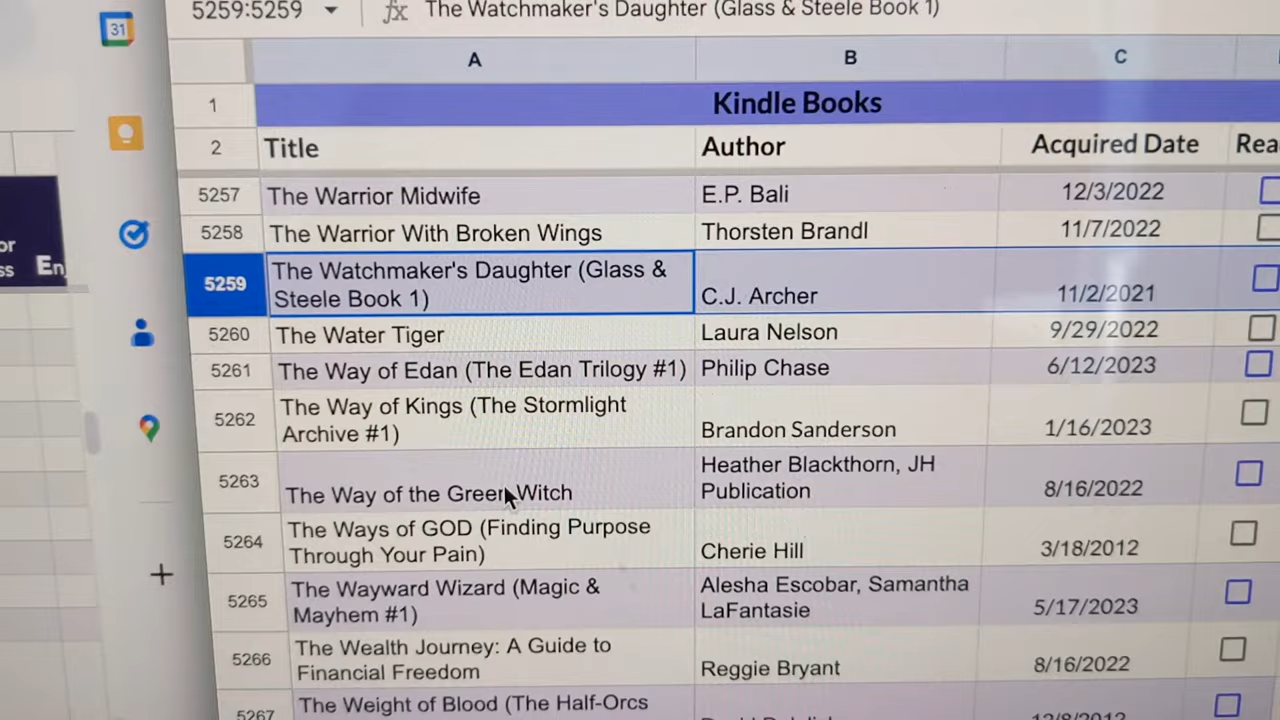 5259:5259 fx The Watchmaker's Daughter (Glass & Steele Book 1)
31
A B C
1 Kindle Books
2 Title Author Acquired Date Rea
5257 The Warrior Midwife E.P. Bali 12/3/2022
5258 The Warrior With Broken Wings Thorsten Brandl 11/7/2022
or
ss En
5259 The Watchmaker's Daughter (Glass &
Steele Book 1) C.J. Archer 11/2/2021
5260 The Water Tiger Laura Nelson 9/29/2022
5261 The Way of Edan (The Edan Trilogy #1) Philip Chase 6/12/2023
5262 The Way of Kings (The Stormlight
Archive #1) Brandon Sanderson 1/16/2023
5263 Heather Blackthorn, JH
The Way of the Green Witch Publication 8/16/2022
5264 The Ways of GOD (Finding Purpose
Through Your Pain) Cherie Hill 3/18/2012
5265 The Wayward Wizard (Magic & Alesha Escobar, Samantha
Mayhem #1) LaFantasie 5/17/2023
5266 The Wealth Journey: A Guide to
Financial Freedom Reggie Bryant 8/16/2022
5267 The Weight of Blood (The Half-Orcs